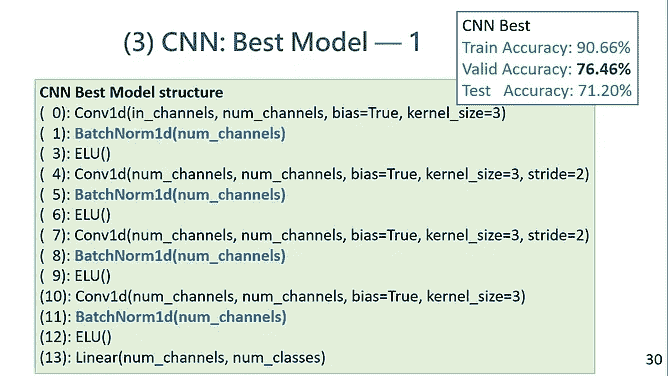 (3) CNN: Best Model — 1
CNN Best
Train Accuracy: 90.66%
Valid Accuracy: 76.46%
Test Accuracy: 71.20%
CNN Best Model structure
( 0): Conv1d(in_channels, num_channels, bias=True, kernel_size=3)
( 1): BatchNorm1d(num_channels)
( 3): ELU()
( 4): Conv1d(num_channels, num_channels, bias=True, kernel_size=3, stride=2)
( 5): BatchNorm1d(num_channels)
( 6): ELU()
( 7): Conv1d(num_channels, num_channels, bias=True, kernel_size=3, stride=2)
( 8): BatchNorm1d(num_channels)
( 9): ELU()
(10): Conv1d(num_channels, num_channels, bias=True, kernel_size=3)
(11): BatchNorm1d(num_channels)
(12): ELU()
(13): Linear(num_channels, num_classes)
30